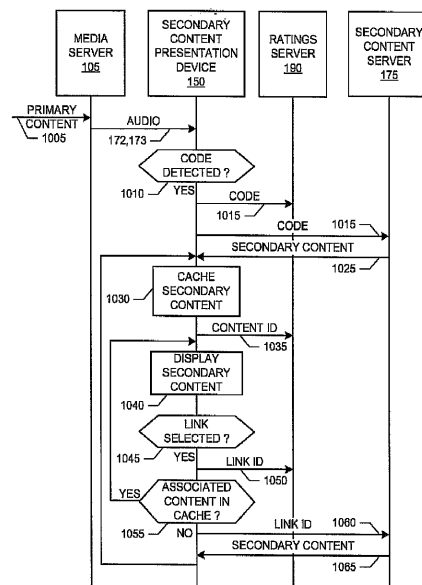 MEDIA
SERVER
105
SECONDARY
CONTENT
PRESENTATION
DEVICE
150
RATINGS
SERVER
190
SECONDARY
CONTENT
SERVER
175
PRIMARY
CONTENT
1005
AUDIO
172,173
CODE
DETECTED ?
1010
YES
CODE
1015
CODE
1015
SECONDARY CONTENT
1025
CACHE
SECONDARY
CONTENT
1030
CONTENT ID
1035
DISPLAY
SECONDARY
CONTENT
1040
LINK
SELECTED ?
1045
YES
LINK ID
1050
YES
ASSOCIATED
CONTENT IN
CACHE ?
1055
NO
LINK ID
1060
SECONDARY CONTENT
1065